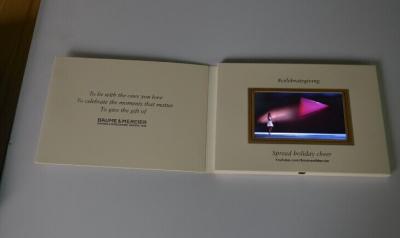 To be with the ones you love
To celebrate the moments that matter
To give the gift of
BAUME & MERCIER
#celebrategiving
Spread holiday cheer